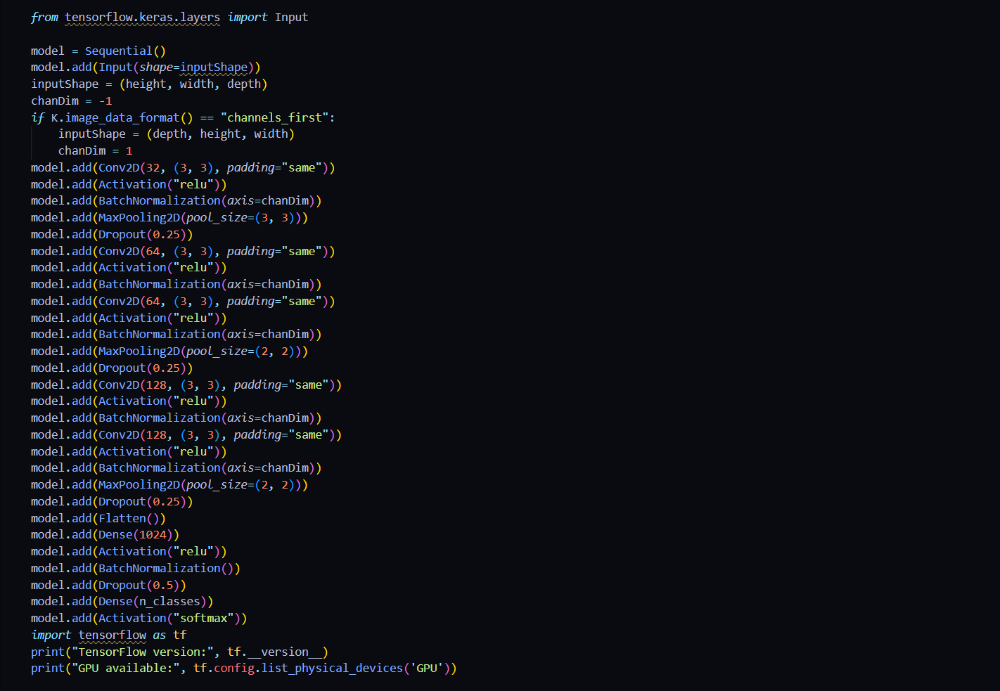 from tensorflow.keras.layers import Input

model = Sequential()
model.add(Input(shape=inputShape))
inputShape = (height, width, depth)
chanDim = -1
if K.image_data_format() == "channels_first":
    inputShape = (depth, height, width)
    chanDim = 1
model.add(Conv2D(32, (3, 3), padding="same"))
model.add(Activation("relu"))
model.add(BatchNormalization(axis=chanDim))
model.add(MaxPooling2D(pool_size=(3, 3)))
model.add(Dropout(0.25))
model.add(Conv2D(64, (3, 3), padding="same"))
model.add(Activation("relu"))
model.add(BatchNormalization(axis=chanDim))
model.add(Conv2D(64, (3, 3), padding="same"))
model.add(Activation("relu"))
model.add(BatchNormalization(axis=chanDim))
model.add(MaxPooling2D(pool_size=(2, 2)))
model.add(Dropout(0.25))
model.add(Conv2D(128, (3, 3), padding="same"))
model.add(Activation("relu"))
model.add(BatchNormalization(axis=chanDim))
model.add(Conv2D(128, (3, 3), padding="same"))
model.add(Activation("relu"))
model.add(BatchNormalization(axis=chanDim))
model.add(MaxPooling2D(pool_size=(2, 2)))
model.add(Dropout(0.25))
model.add(Flatten())
model.add(Dense(1024))
model.add(Activation("relu"))
model.add(BatchNormalization())
model.add(Dropout(0.5))
model.add(Dense(n_classes))
model.add(Activation("softmax"))
import tensorflow as tf
print("TensorFlow version:", tf.__version__)
print("GPU available:", tf.config.list_physical_devices('GPU'))